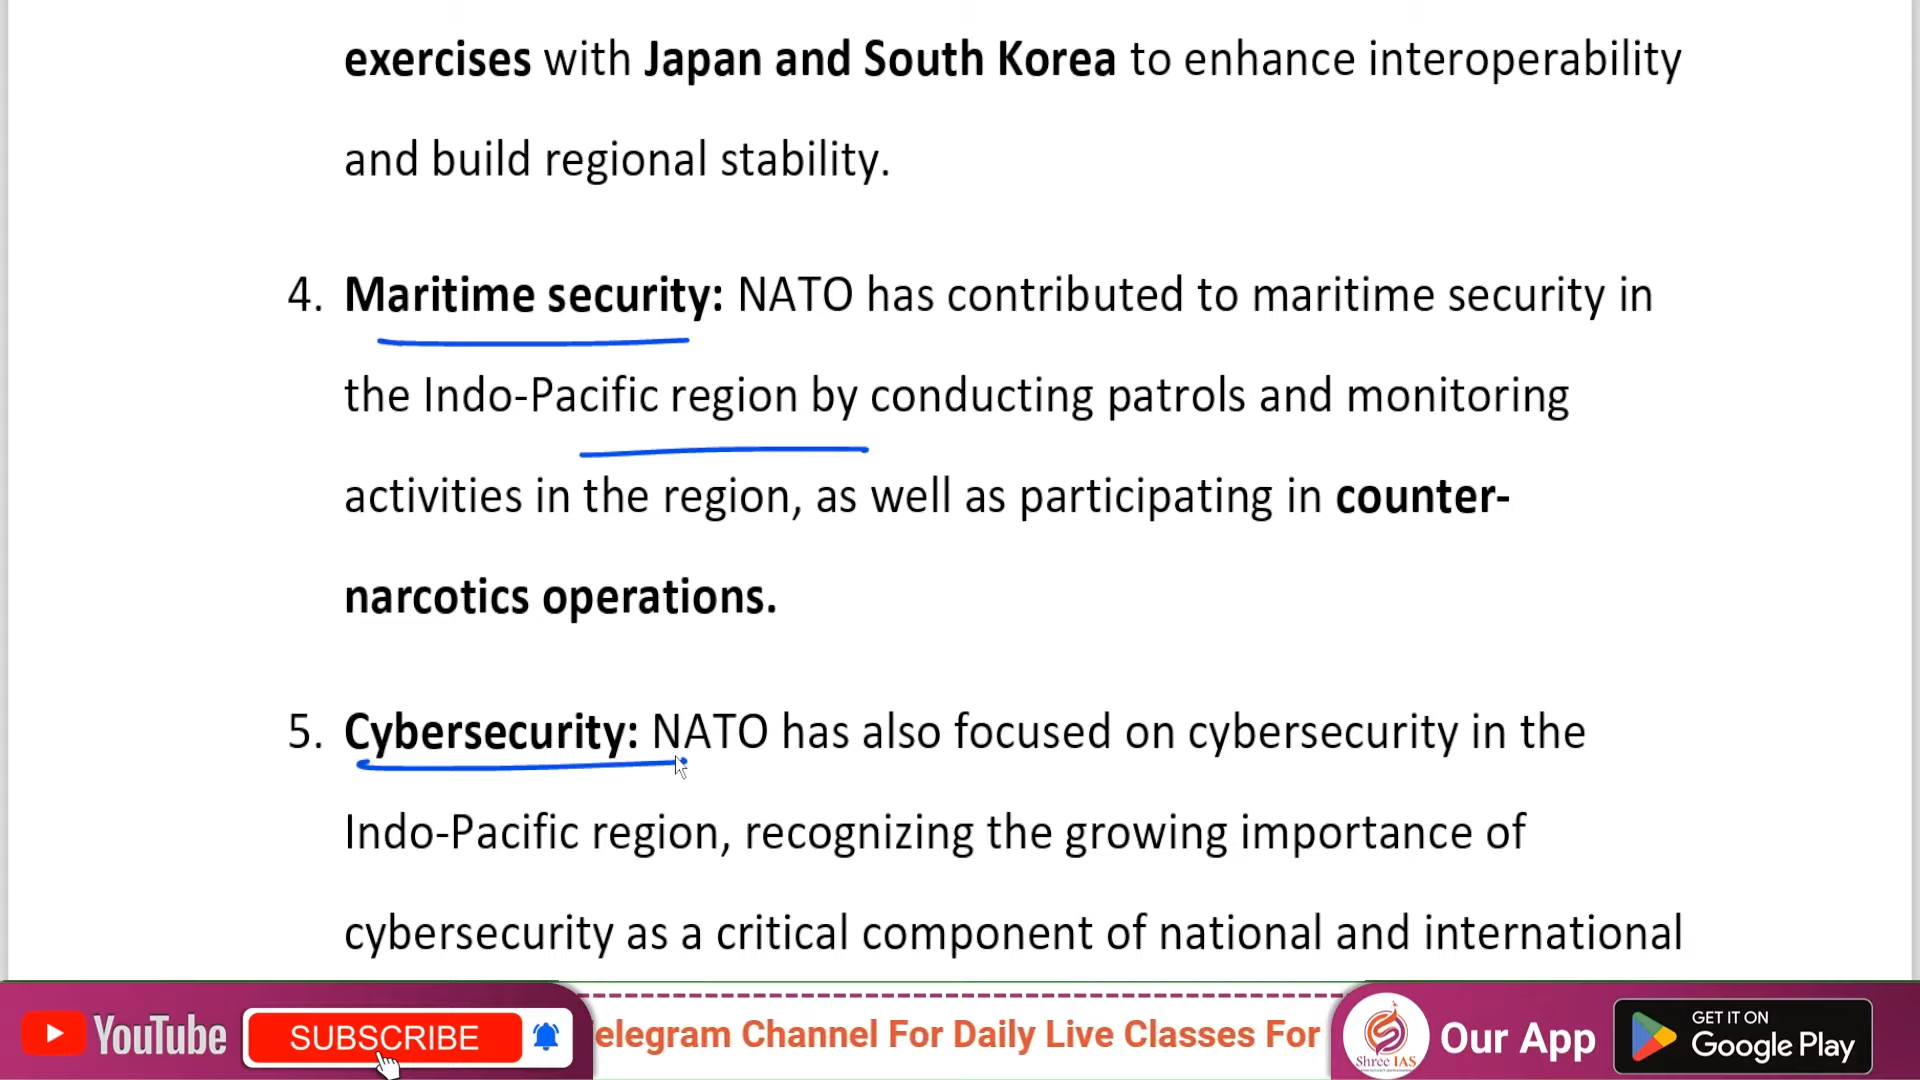 exercises with Japan and South Korea to enhance interoperability
and build regional stability.
4. Maritime security: NATO has contributed to maritime security in
the Indo-Pacific region by conducting patrols and monitoring
activities in the region, as well as participating in counter-
narcotics operations.
5. Cybersecurity: NATO has also focused on cybersecurity in the
Indo-Pacific region, recognizing the growing importance of
cybersecurity as a critical component of national and international
YouTube SUBSCRIBE elegram Channel For Daily Live Classes For Shree IAS Our App GET IT ON Google Play